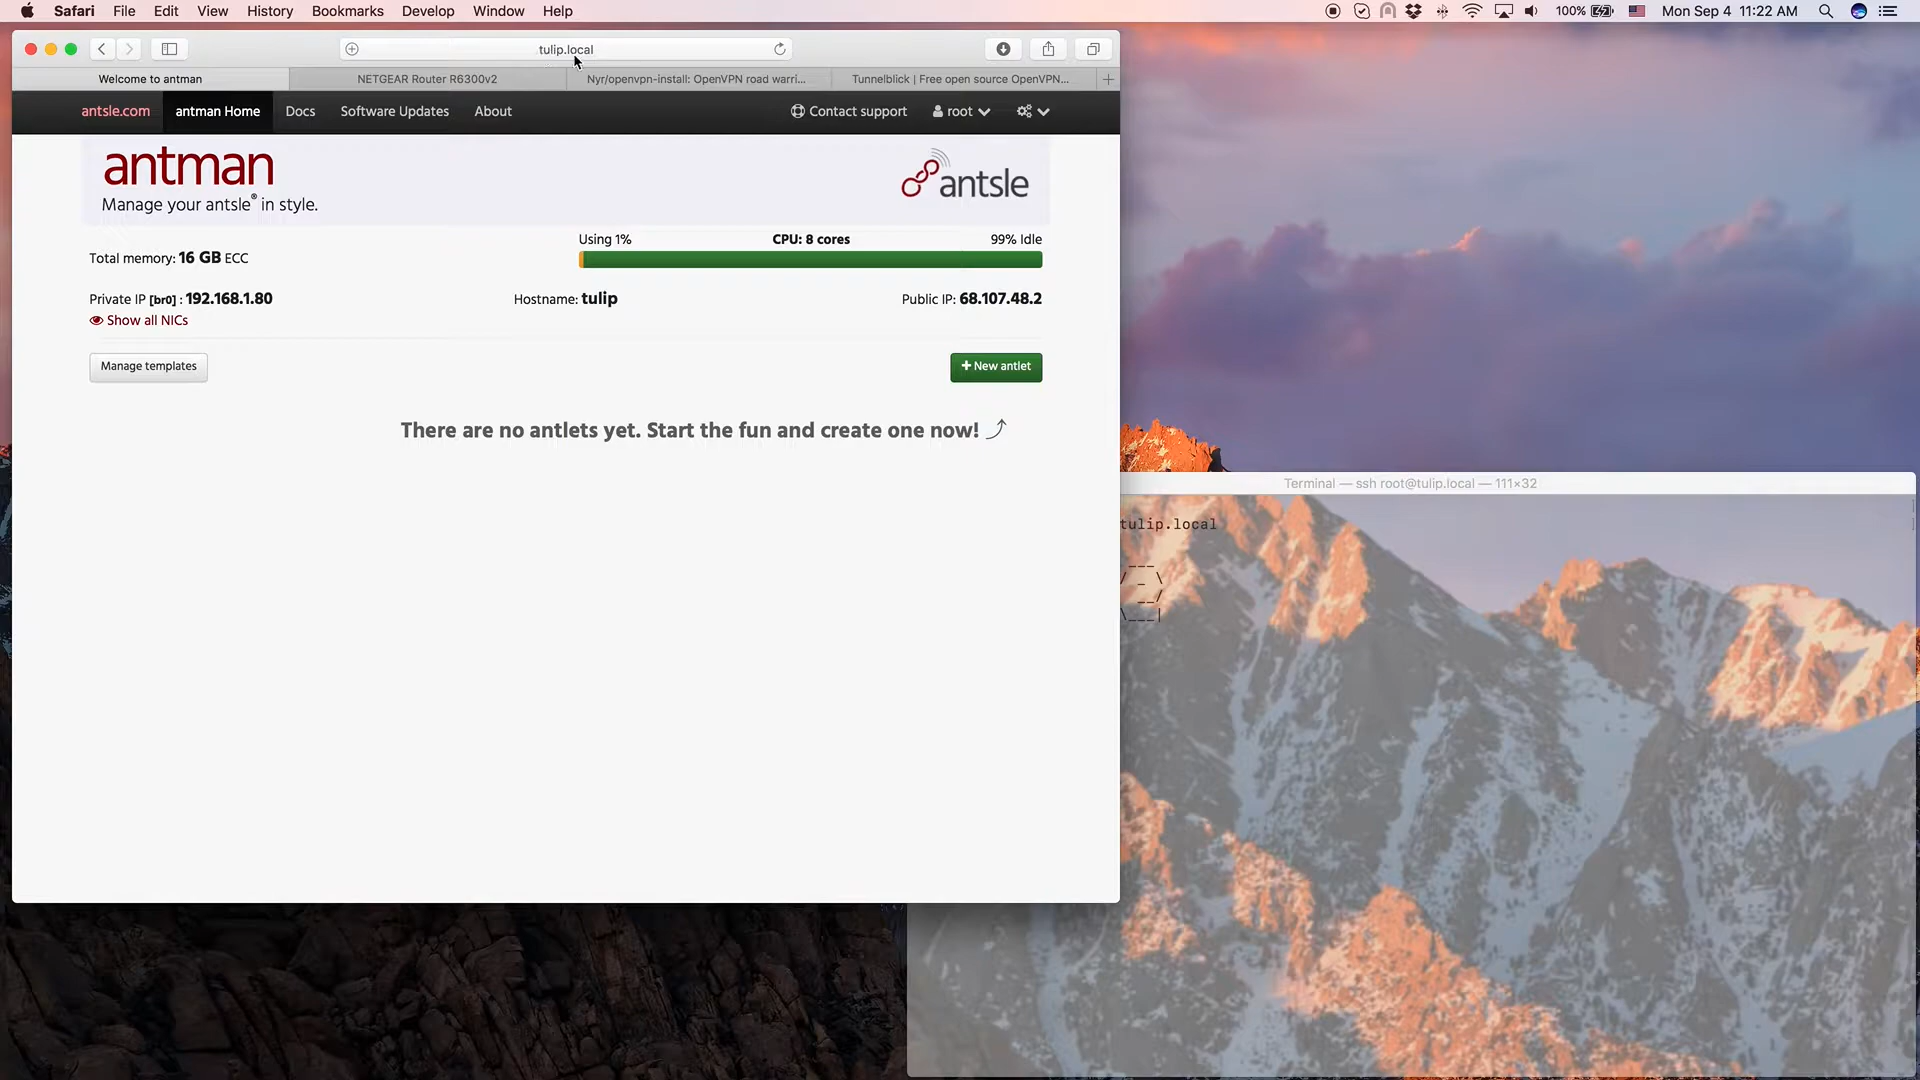 Safari File Edit View History Bookmarks Develop Window Help 100% Mon Sep 4 11:22 AM
tulip.local
Welcome to antman NETGEAR Router R6300v2 Nyr/openvpn-install: OpenVPN road warri... Tunnelblick | Free open source OpenVPN...
antsle.com antman Home Docs Software Updates About Contact support root
antman
Manage your antsle® in style.
antsle
Using 1% CPU: 8 cores 99% Idle
Total memory: 16 GB ECC
Private IP [br0] : 192.168.1.80 Hostname: tulip Public IP: 68.107.48.2
Show all NICs
Manage templates + New antlet
There are no antlets yet. Start the fun and create one now!
Terminal — ssh root@tulip.local — 111×32
tulip.local